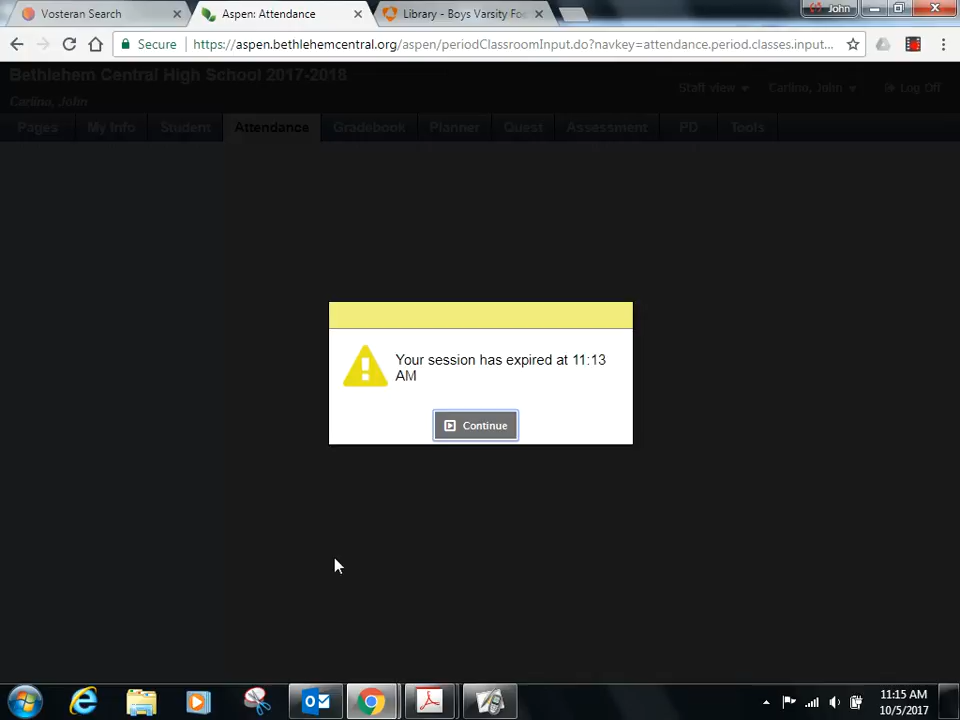 Vosteran Search
Aspen: Attendance
Library - Boys Varsity Foo
John
Secure
https://aspen.bethlehemcentral.org/aspen/periodClassroomInput.do?navkey=attendance.period.classes.input...
Bethlehem Central High School 2017-2018
Carlino, John
Staff view
Carlino, John
Log Off
Pages
My Info
Student
Attendance
Gradebook
Planner
Quest
Assessment
PD
Tools
Your session has expired at 11:13
AM
Continue
11:15 AM
10/5/2017